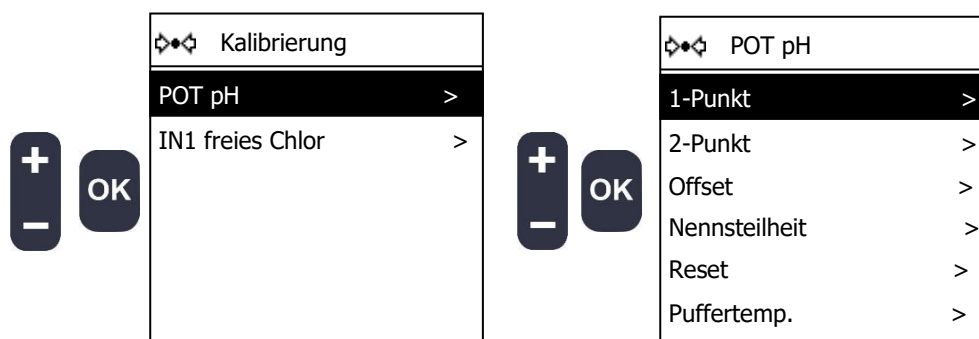 Kalibrierung
POT pH >
IN1 freies Chlor >
+
OK
−
POT pH
1-Punkt >
2-Punkt >
Offset >
Nennsteilheit >
Reset >
Puffertemp. >
+
OK
−